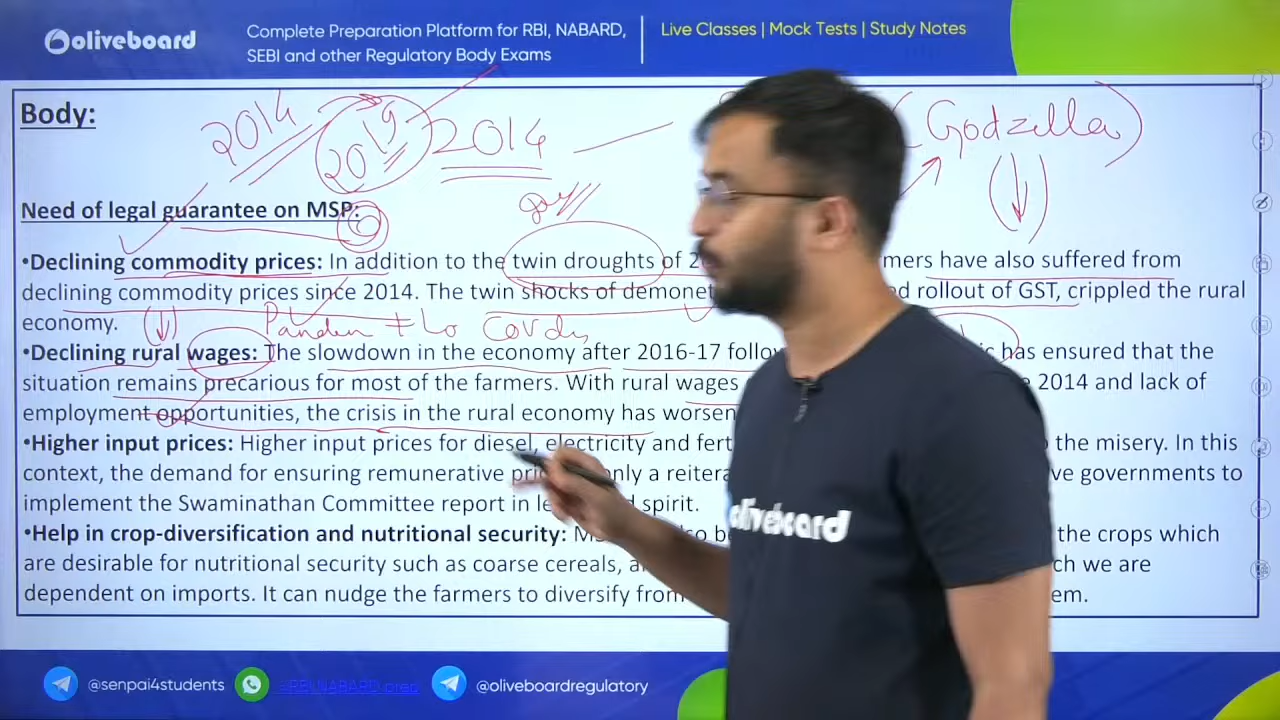 oliveboard
Complete Preparation Platform for RBI, NABARD,
SEBI and other Regulatory Body Exams
Live Classes | Mock Tests | Study Notes
Body:
2014
2019
2014
(Godzilla)
Need of legal guarantee on MSP:
•Declining commodity prices: In addition to the twin droughts of 2 mers have also suffered from
declining commodity prices since 2014. The twin shocks of demonet d rollout of GST, crippled the rural
economy.
•Declining rural wages: The slowdown in the economy after 2016-17 follow has ensured that the
situation remains precarious for most of the farmers. With rural wages 2014 and lack of
employment opportunities, the crisis in the rural economy has worsen
•Higher input prices: Higher input prices for diesel, electricity and fert the misery. In this
context, the demand for ensuring remunerative only a reitera ve governments to
implement the Swaminathan Committee report in spirit.
•Help in crop-diversification and nutritional security: the crops which
are desirable for nutritional security such as coarse cereals, ch we are
dependent on imports. It can nudge the farmers to diversify from em.
oliveboard
@senpai4students
@oliveboardregulatory